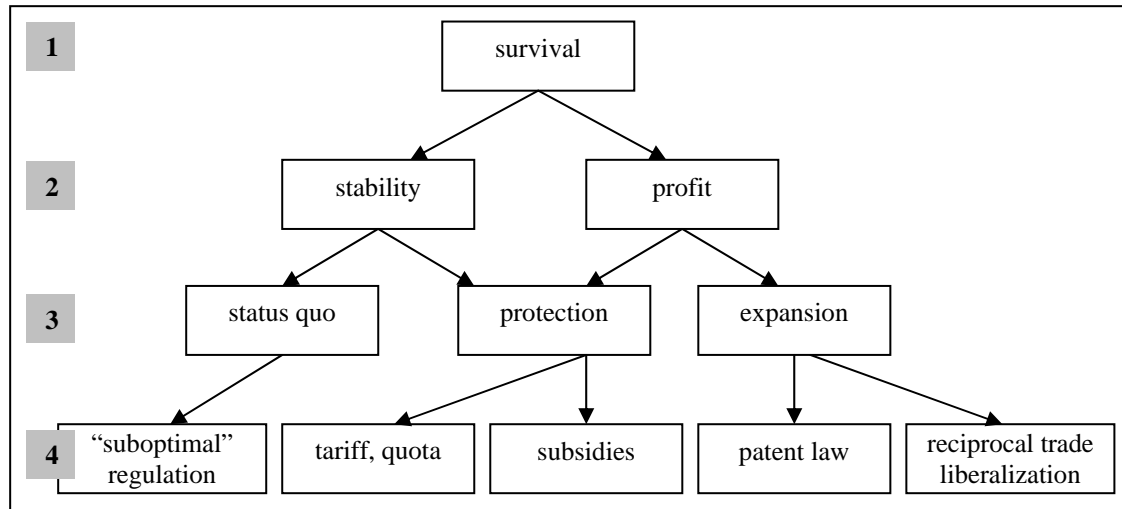 1
survival
2
stability
profit
3
status quo
protection
expansion
4
“suboptimal”
regulation
tariff, quota
subsidies
patent law
reciprocal trade
liberalization